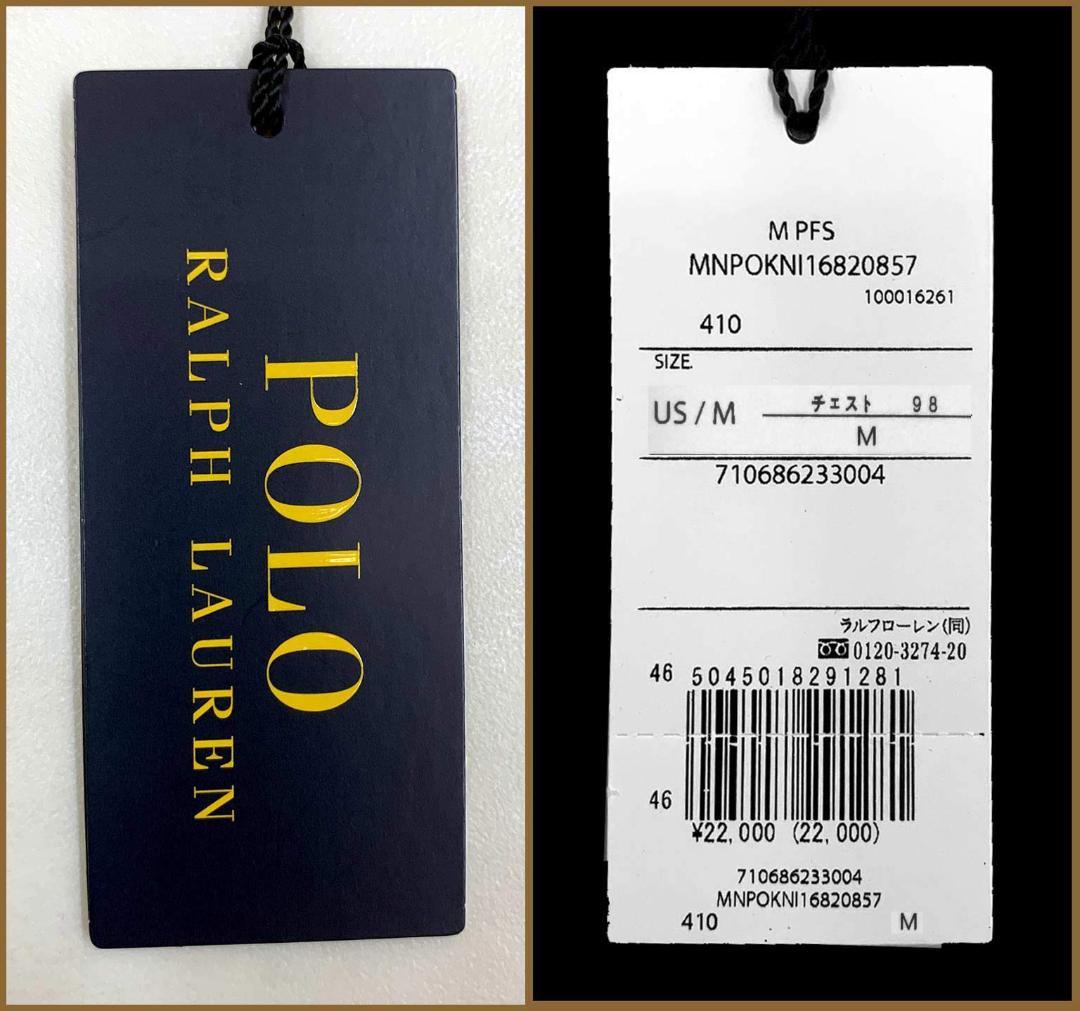 POLO
RALPH LAUREN
M PFS
MNPOKNI16820857
100016261
410
SIZE.
US / M
チェスト 98
M
710686233004
ラルフローレン(同)
0120-3274-20
46 5045018291281
46
¥22,000 (22,000)
710686233004
MNPOKNI16820857
410 M